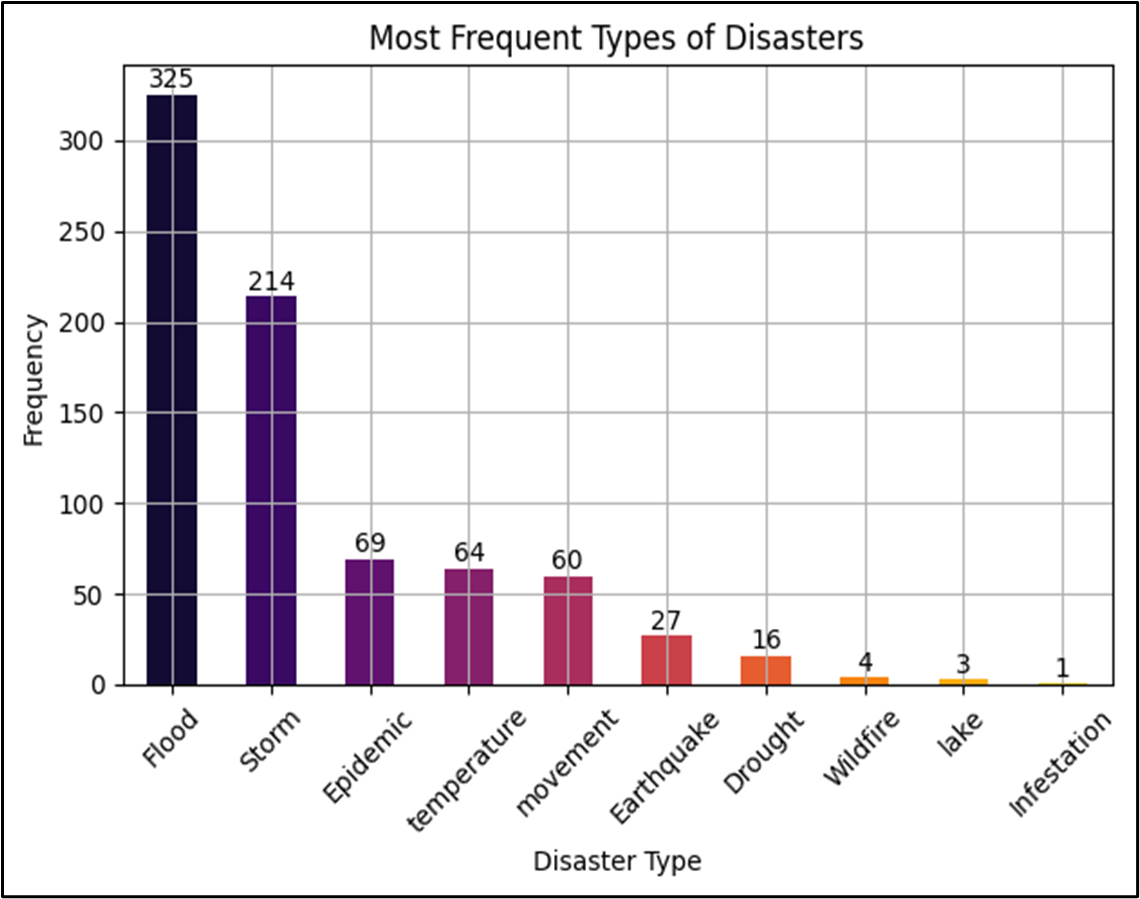 Most Frequent Types of Disasters
325
300
250
214
200
Frequency
150
100
69
64
60
50
27
16
4
3
1
0
Flood
Storm
Epidemic
temperature
movement
Earthquake
Drought
Wildfire
lake
Infestation
Disaster Type